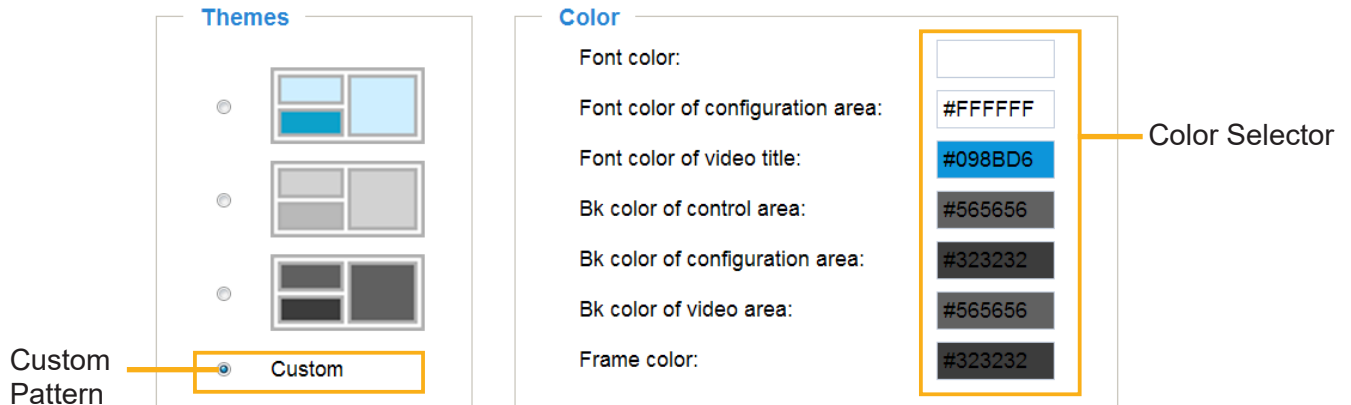 Themes
Custom
Custom
Pattern
Color
Font color:
Font color of configuration area: #FFFFFF
Font color of video title: #098BD6
Bk color of control area: #565656
Bk color of configuration area: #323232
Bk color of video area: #565656
Frame color: #323232
Color Selector